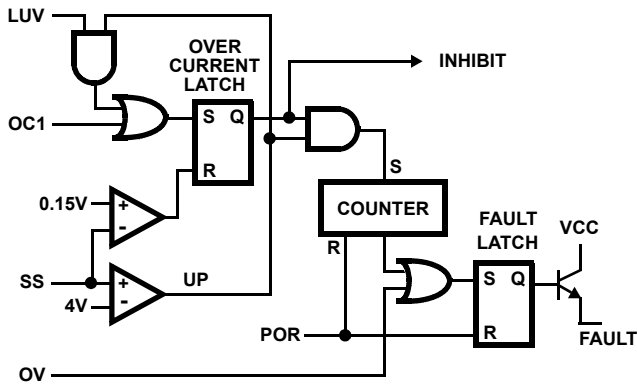 LUV
OVER
CURRENT
LATCH
INHIBIT
OC1
S Q
R
S
0.15V
+
-
COUNTER
R
FAULT
LATCH
VCC
SS
+
-
UP
4V
S Q
R
POR
FAULT
OV